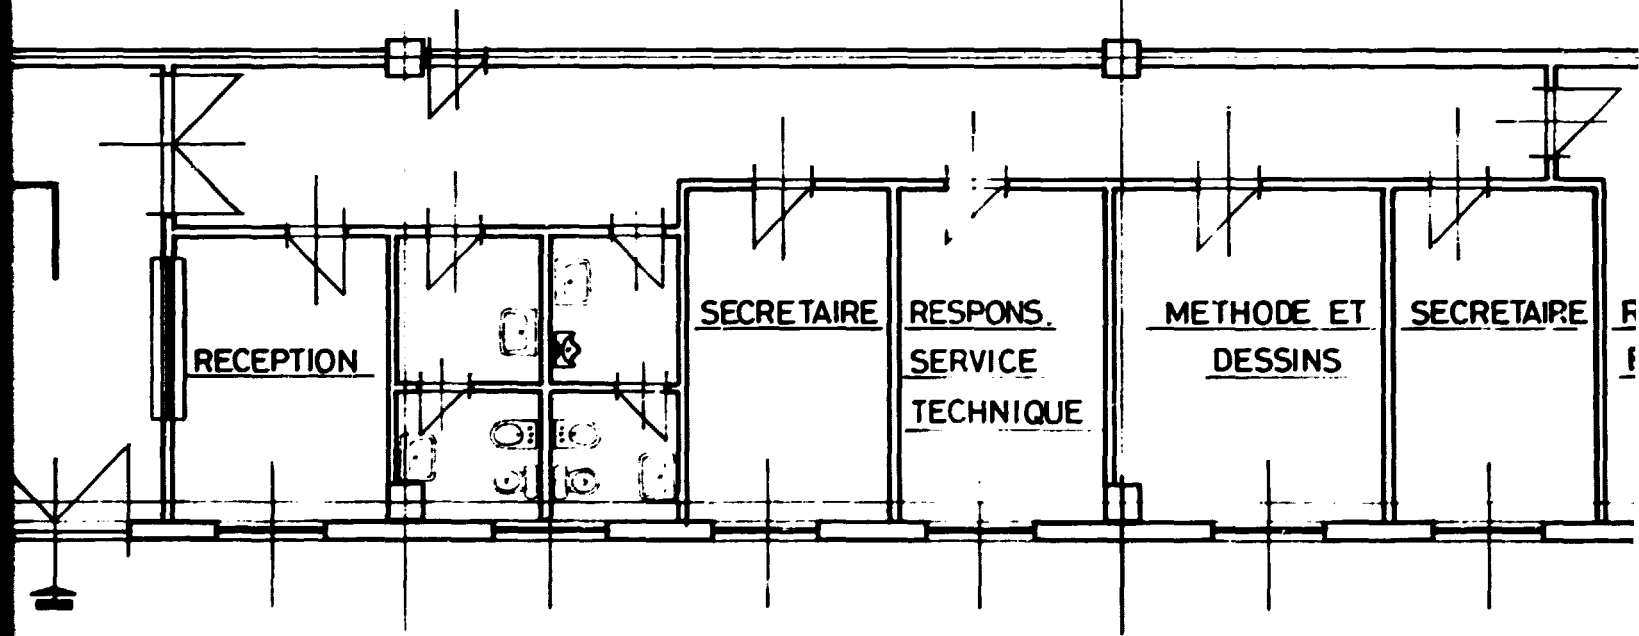 RECEPTION
SECRETAIRE
RESPONS.
SERVICE
TECHNIQUE
METHODE ET
DESSINS
SECRETAIRE